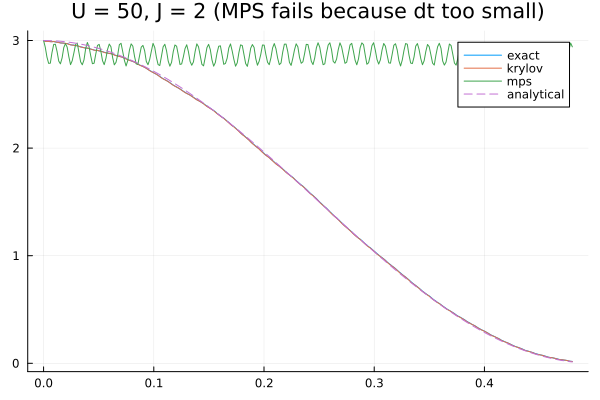 U = 50, J = 2 (MPS fails because dt too small)
3
2
1
0
exact
krylov
mps
analytical
0.0 0.1 0.2 0.3 0.4